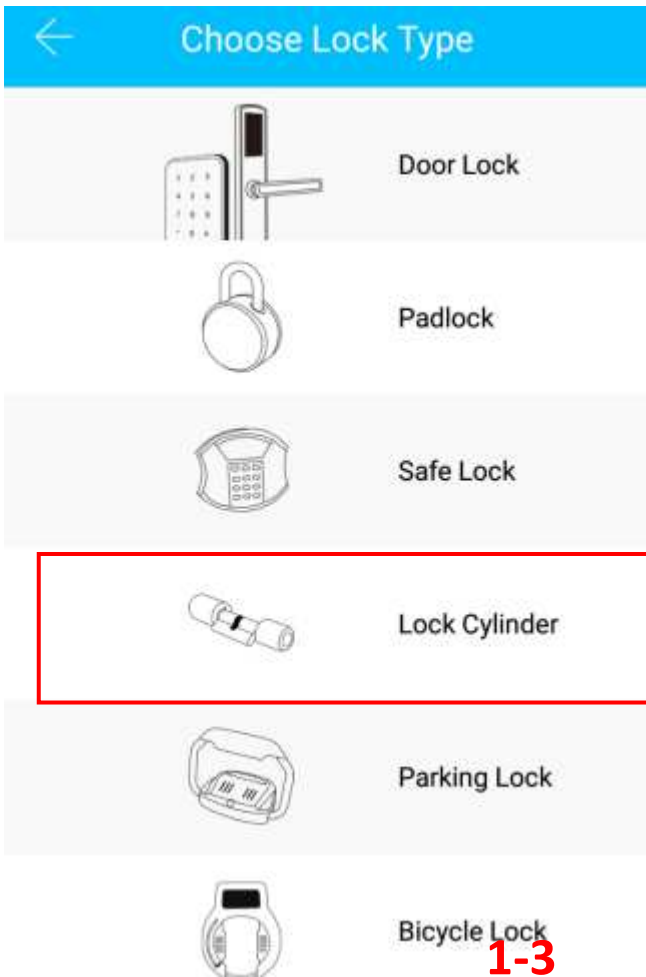 Choose Lock Type
Door Lock
Padlock
Safe Lock
Lock Cylinder
Parking Lock
Bicycle Lock
1-3